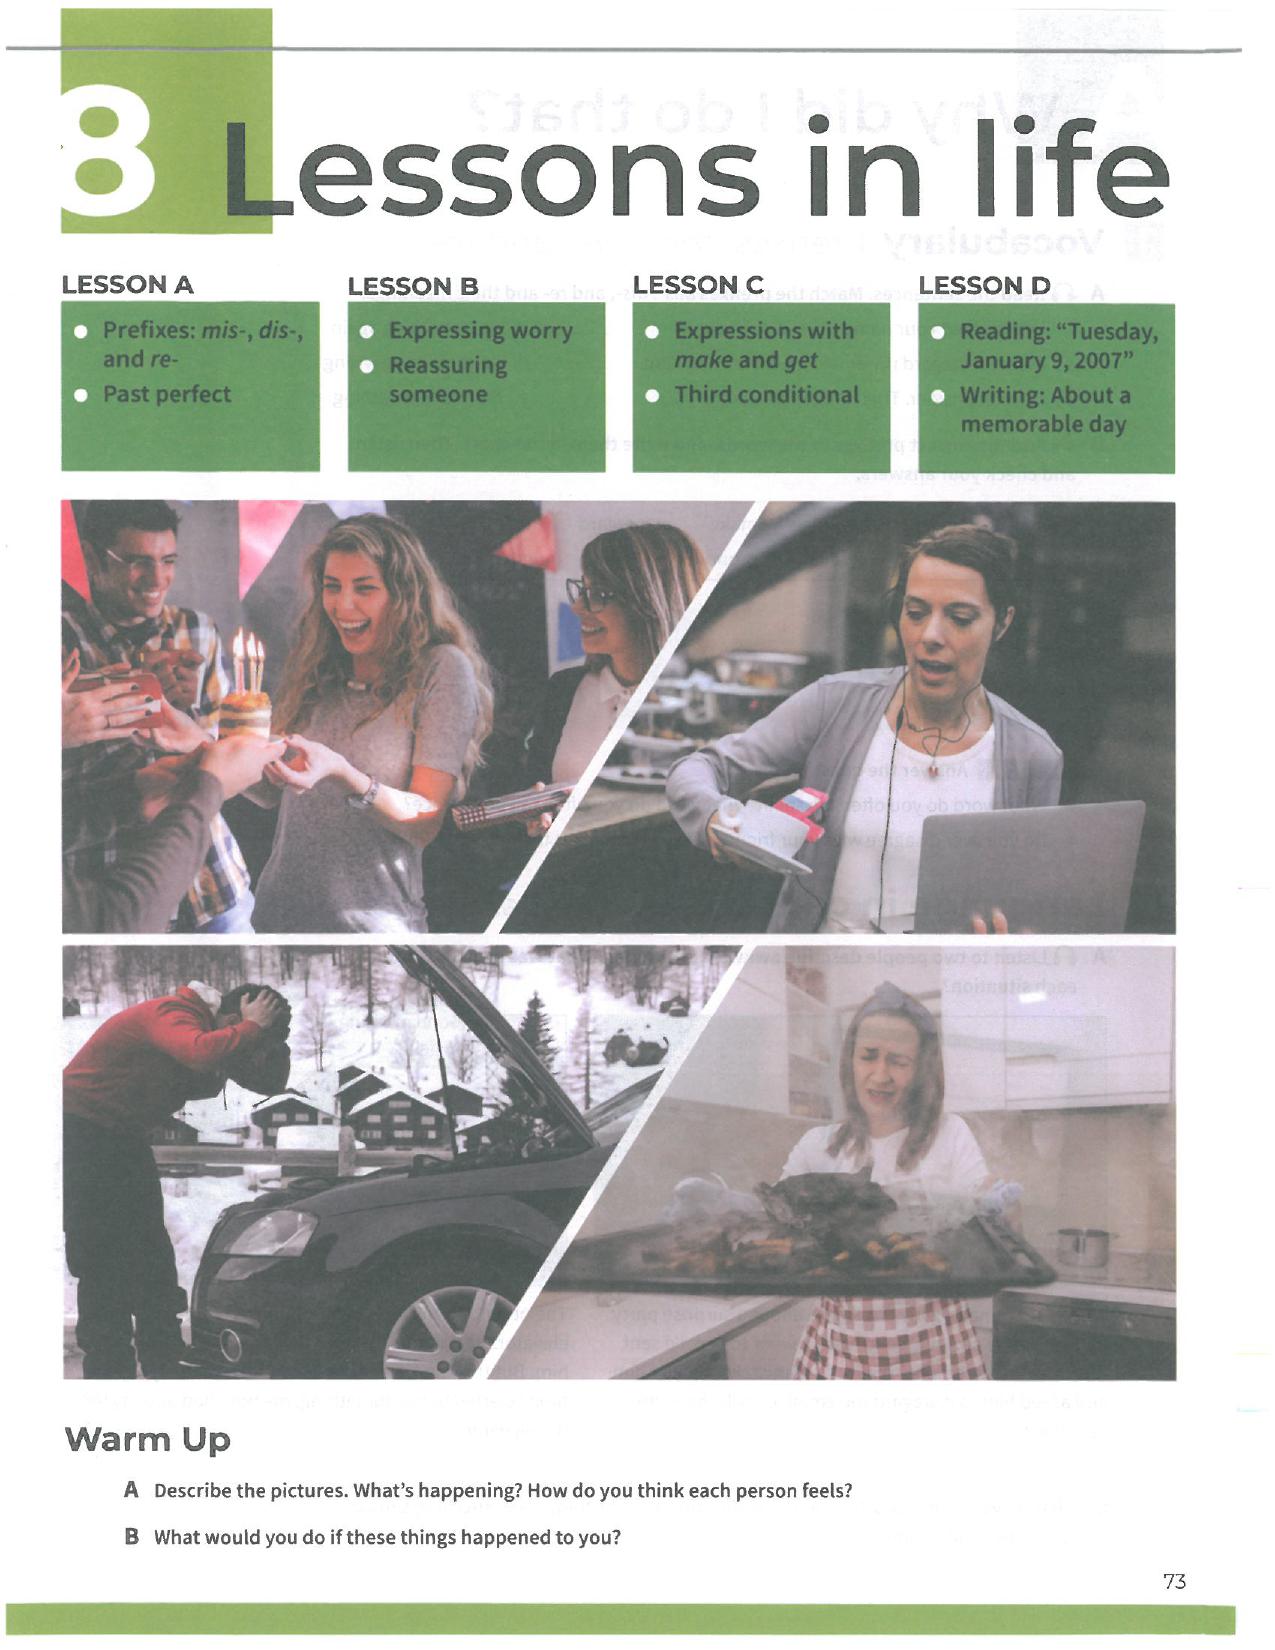 8 Lessons in life
LESSON A
● Prefixes: mis-, dis-,
and re-
● Past perfect
LESSON B
● Expressing worry
● Reassuring
someone
LESSON C
● Expressions with
make and get
● Third conditional
LESSON D
● Reading: “Tuesday,
January 9, 2007”
● Writing: About a
memorable day
Warm Up
A Describe the pictures. What’s happening? How do you think each person feels?
B What would you do if these things happened to you?
73